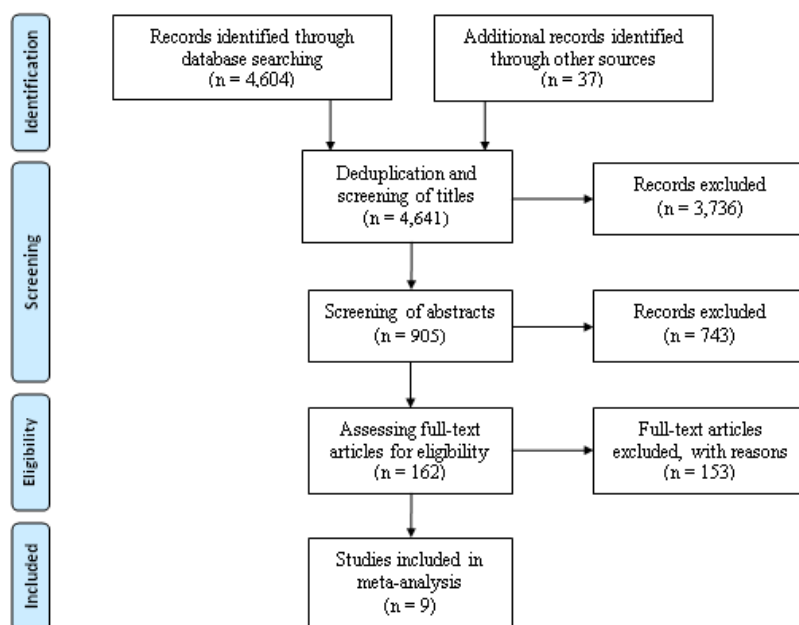 Identification
Records identified through
database searching
(n = 4,604)
Additional records identified
through other sources
(n = 37)
Screening
Deduplication and
screening of titles
(n = 4,641)
Records excluded
(n = 3,736)
Screening of abstracts
(n = 905)
Records excluded
(n = 743)
Eligibility
Assessing full-text
articles for eligibility
(n = 162)
Full-text articles
excluded, with reasons
(n = 153)
Included
Studies included in
meta-analysis
(n = 9)